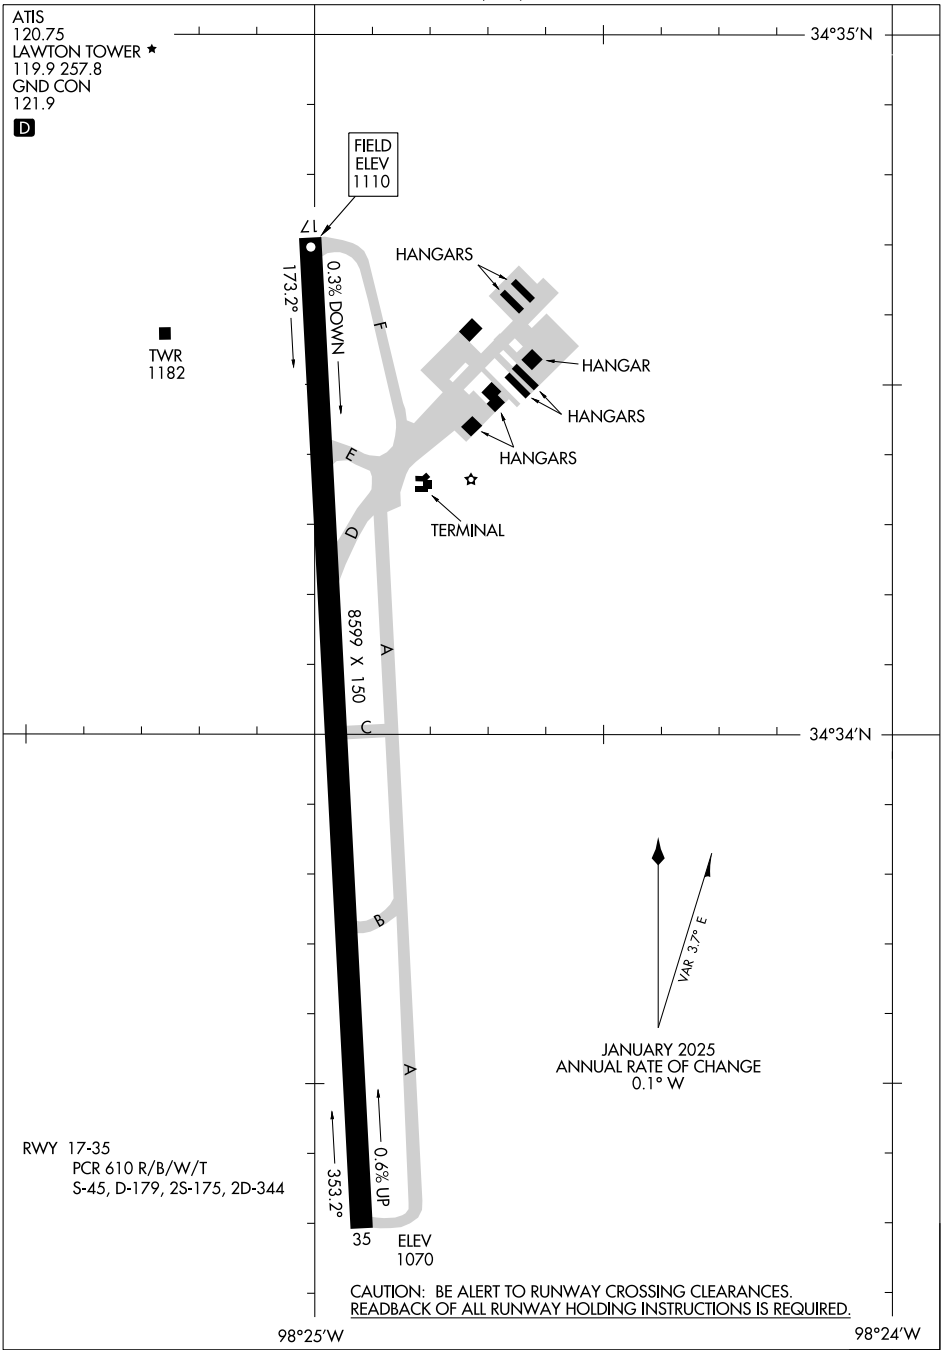 ATIS
120.75
LAWTON TOWER ★
119.9 257.8
GND CON
121.9
D
34°35'N
FIELD
ELEV
1110
17
173.2°
0.3% DOWN
F
HANGARS
TWR
1182
HANGAR
HANGARS
HANGARS
E
TERMINAL
D
8599 X 150
A
C
34°34'N
B
VAR 3.7° E
JANUARY 2025
ANNUAL RATE OF CHANGE
0.1° W
A
RWY 17-35
PCR 610 R/B/W/T
S-45, D-179, 2S-175, 2D-344
353.2°
0.6% UP
35
ELEV
1070
CAUTION: BE ALERT TO RUNWAY CROSSING CLEARANCES.
READBACK OF ALL RUNWAY HOLDING INSTRUCTIONS IS REQUIRED.
98°25'W
98°24'W